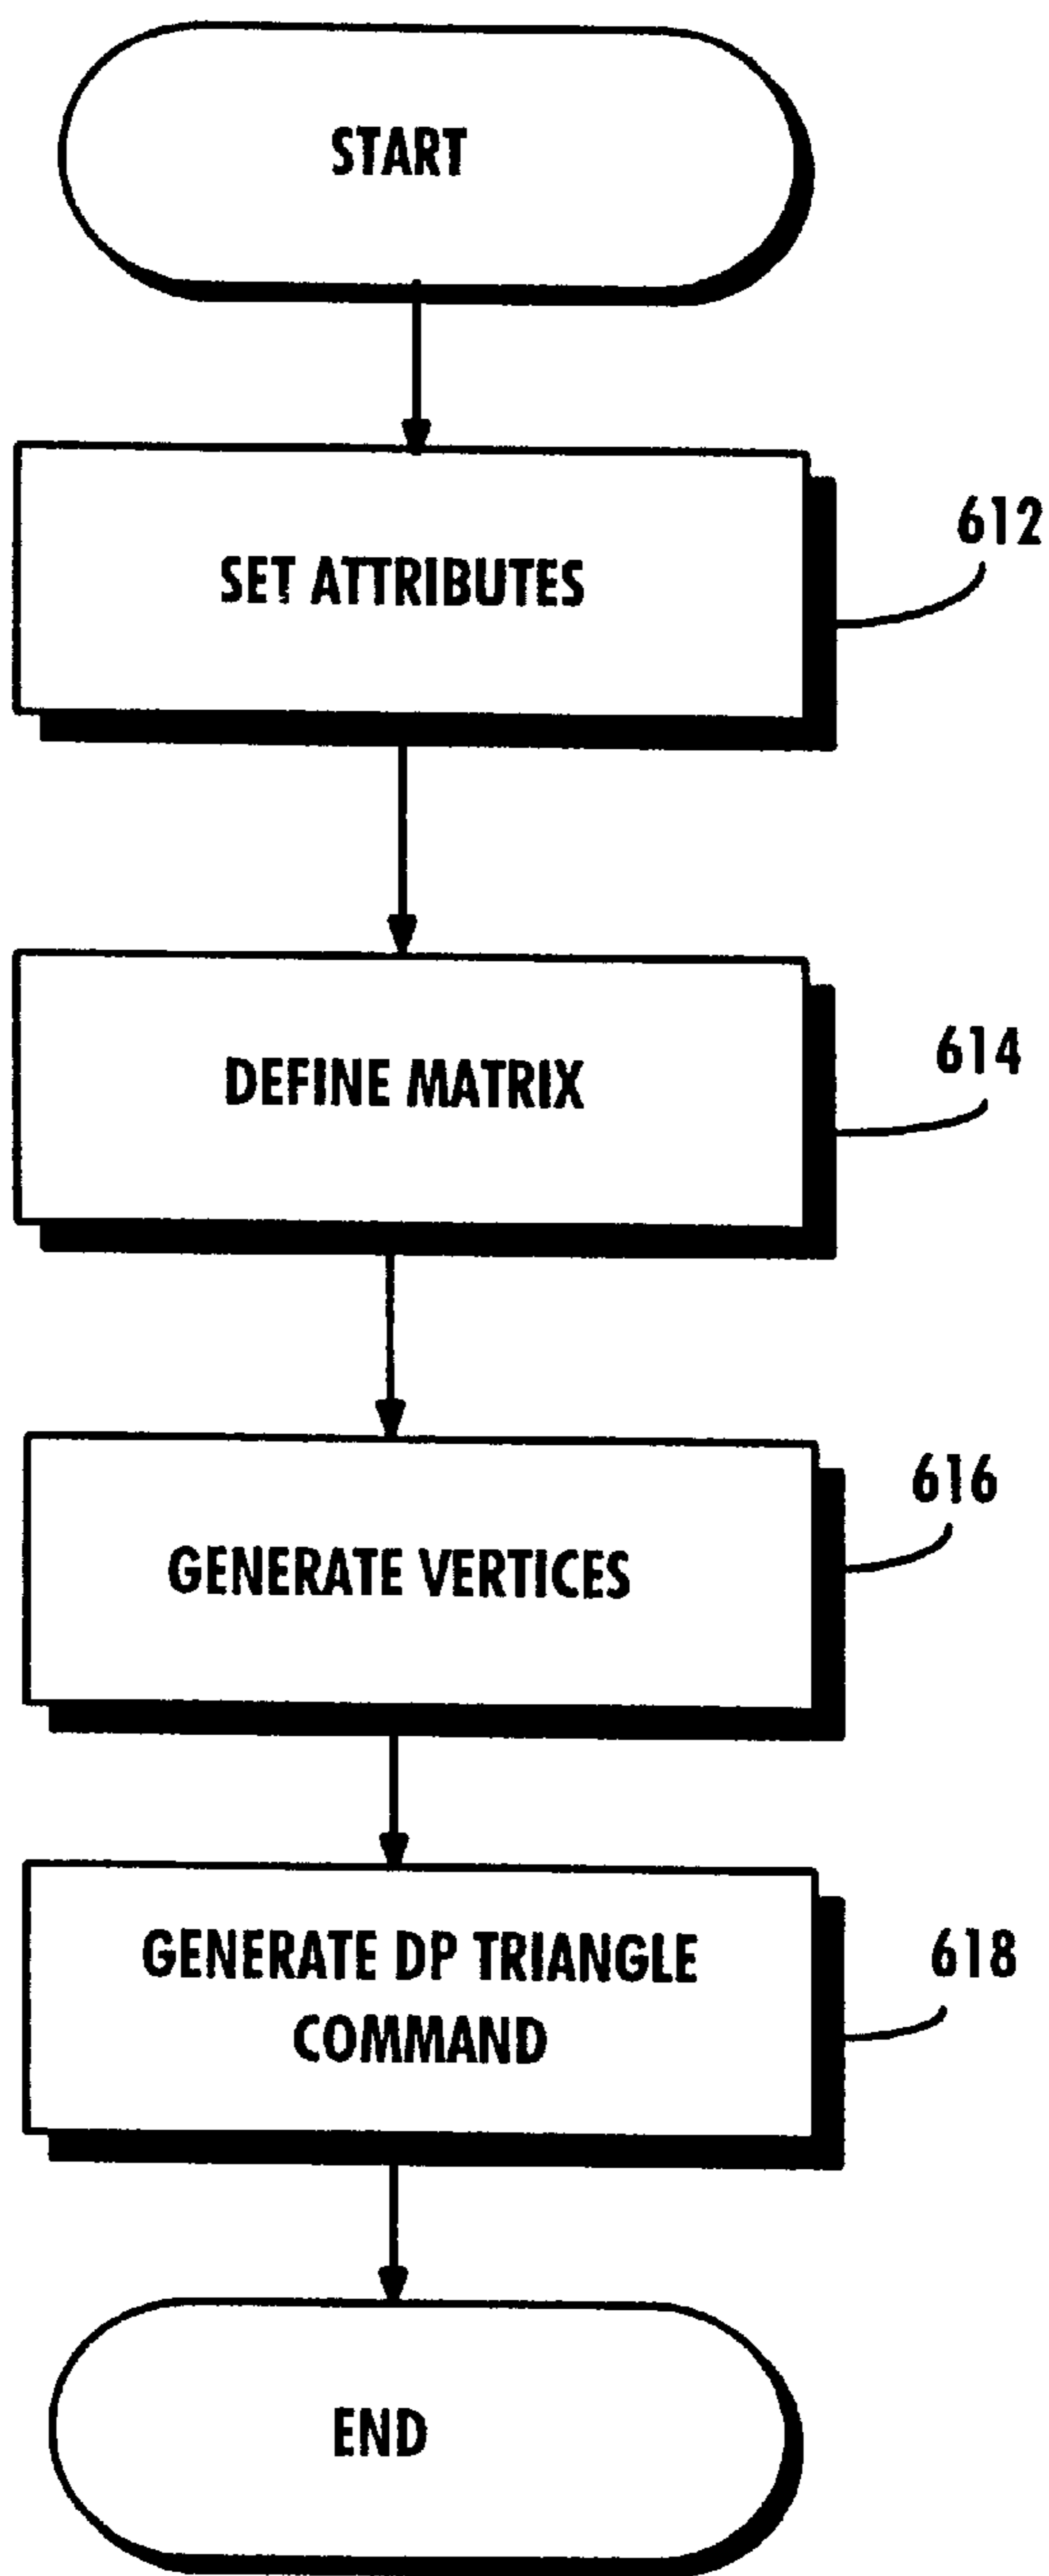 START
SET ATTRIBUTES
612
DEFINE MATRIX
614
GENERATE VERTICES
616
GENERATE DP TRIANGLE
COMMAND
618
END